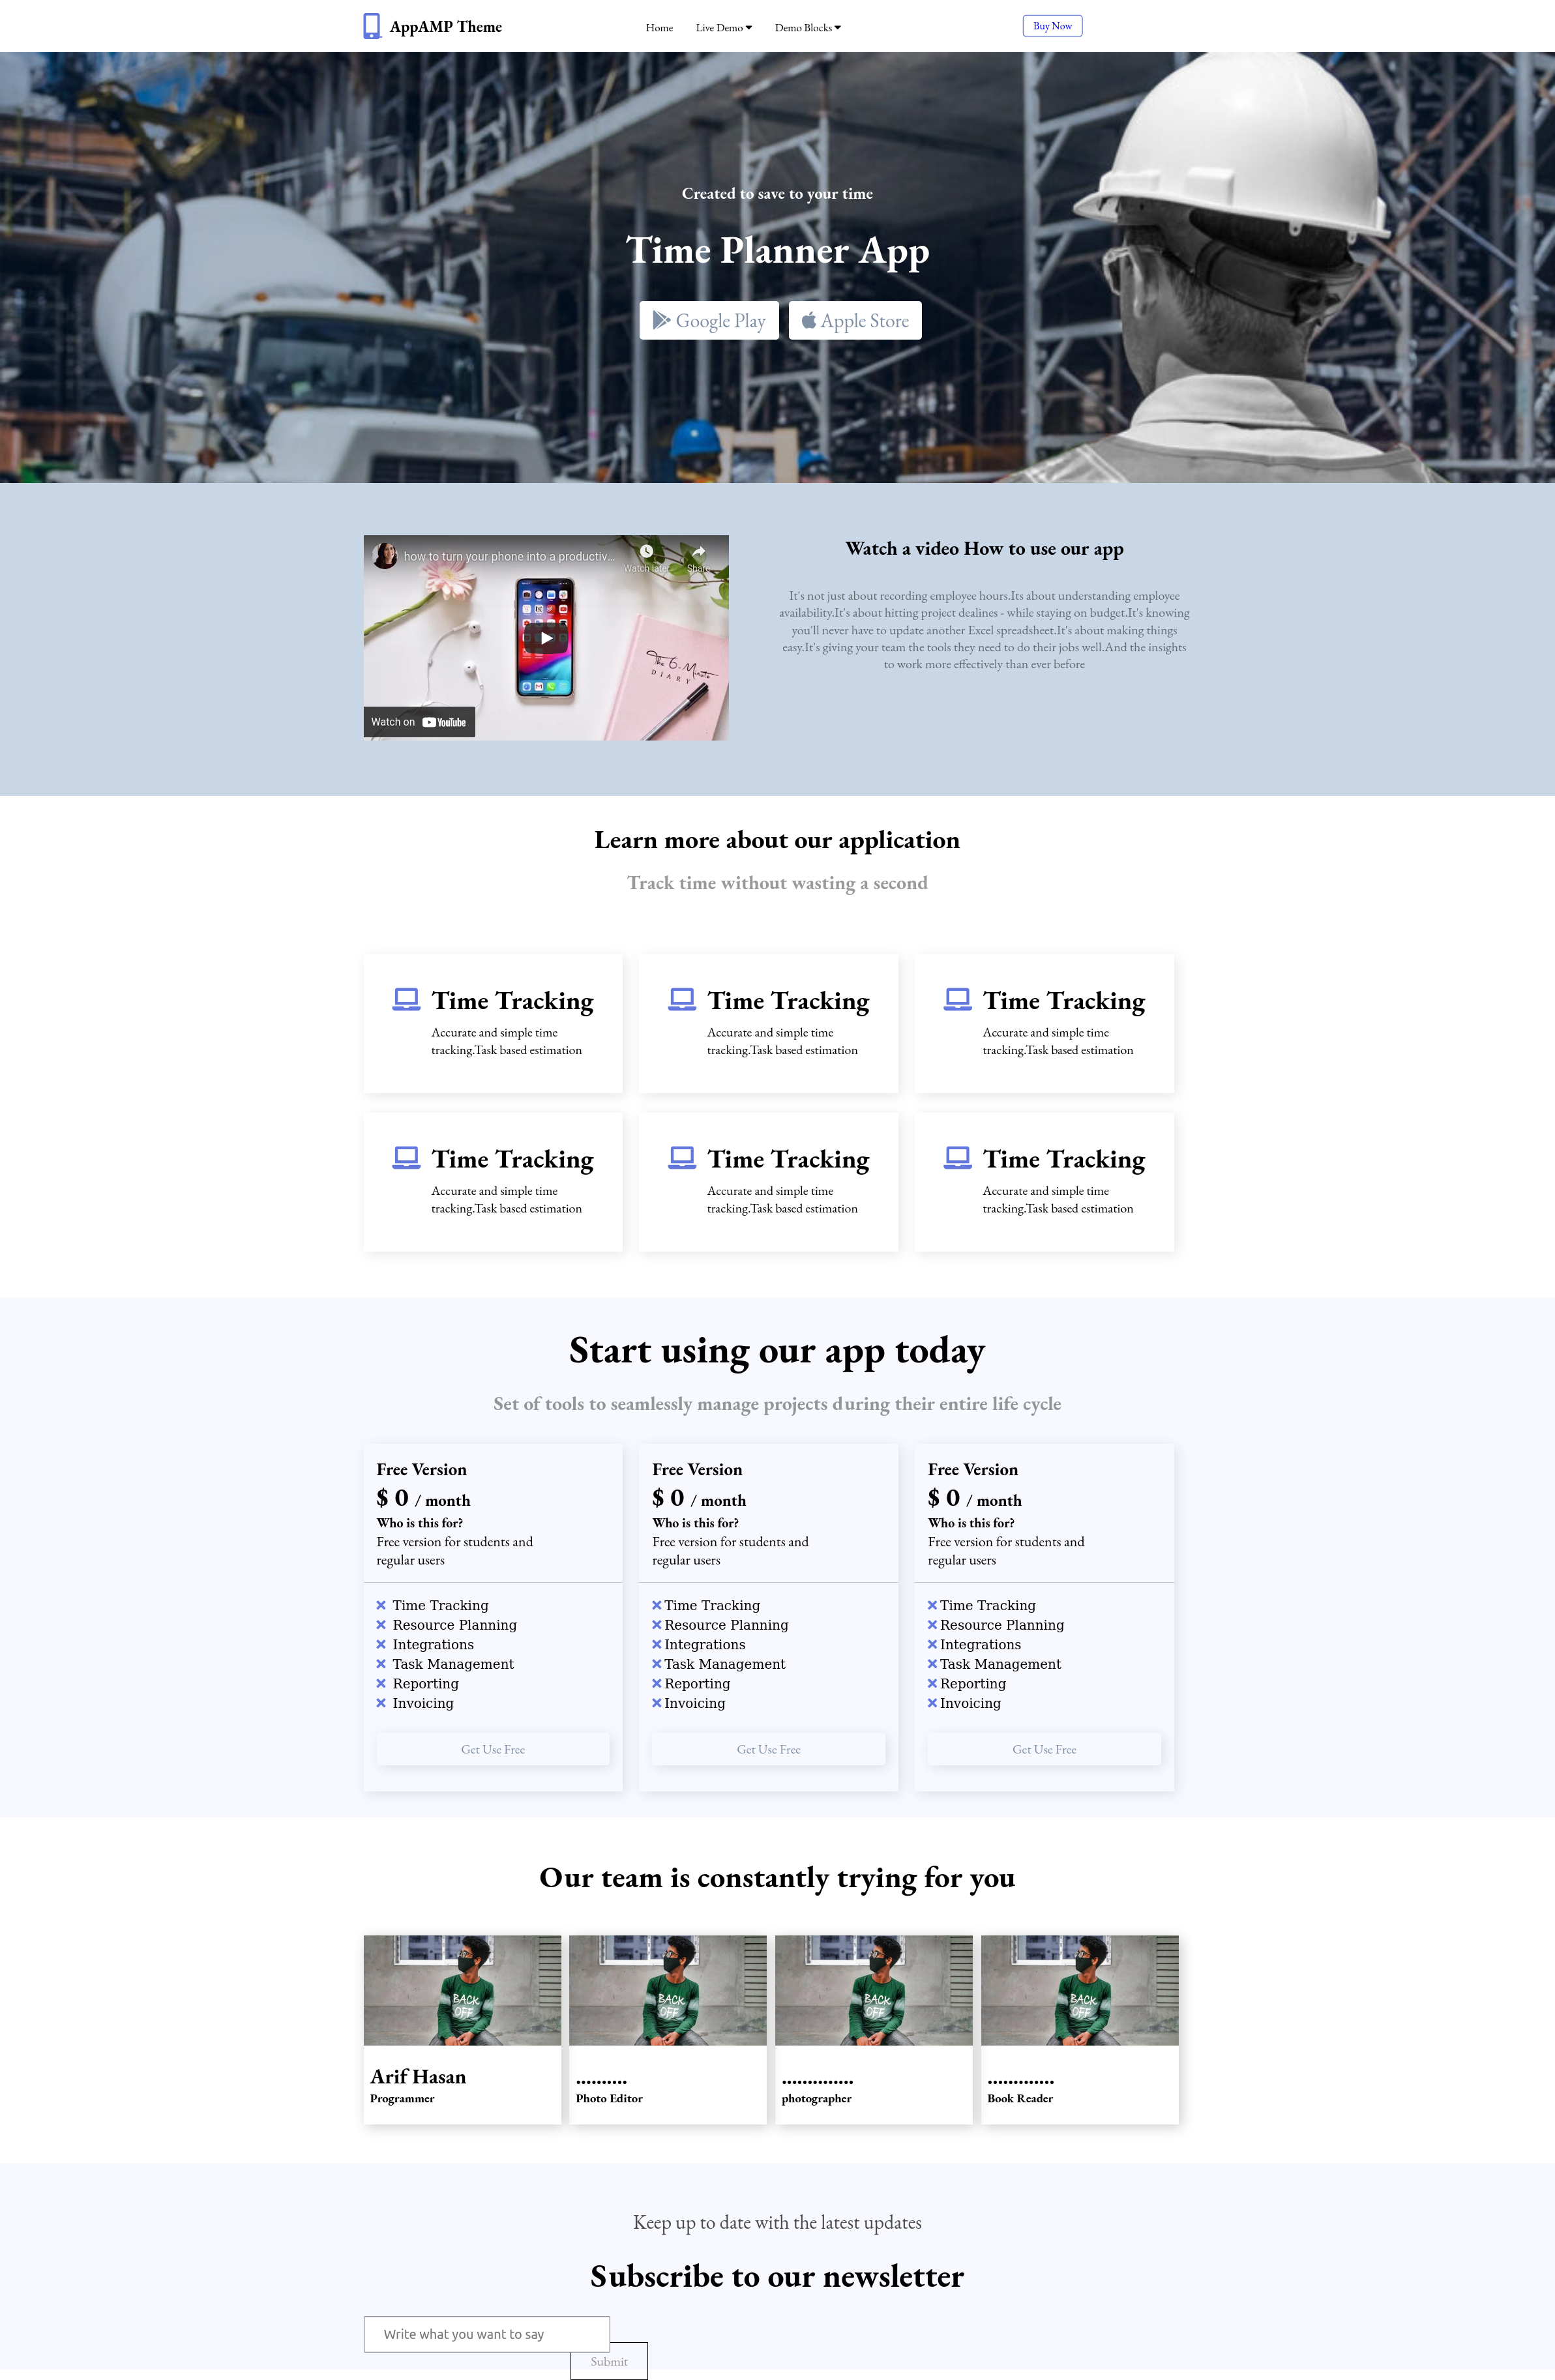 AppAMP Theme
Home
Live Demo
Demo Blocks
Buy Now
Created to save to your time
Time Planner App
Google Play
Apple Store
how to turn your phone into a productiv...
Watch later
Share
The 6-Minute
DIARY
Watch on YouTube
Watch a video How to use our app
It's not just about recording employee hours.Its about understanding employee
availability.It's about hitting project dealines - while staying on budget.It's knowing
you'll never have to update another Excel spreadsheet.It's about making things
easy.It's giving your team the tools they need to do their jobs well.And the insights
to work more effectively than ever before
Learn more about our application
Track time without wasting a second
Time Tracking
Accurate and simple time
tracking.Task based estimation
Time Tracking
Accurate and simple time
tracking.Task based estimation
Time Tracking
Accurate and simple time
tracking.Task based estimation
Time Tracking
Accurate and simple time
tracking.Task based estimation
Time Tracking
Accurate and simple time
tracking.Task based estimation
Time Tracking
Accurate and simple time
tracking.Task based estimation
Start using our app today
Set of tools to seamlessly manage projects during their entire life cycle
Free Version
$ 0 / month
Who is this for?
Free version for students and
regular users
Time Tracking
Resource Planning
Integrations
Task Management
Reporting
Invoicing
Get Use Free
Free Version
$ 0 / month
Who is this for?
Free version for students and
regular users
Time Tracking
Resource Planning
Integrations
Task Management
Reporting
Invoicing
Get Use Free
Free Version
$ 0 / month
Who is this for?
Free version for students and
regular users
Time Tracking
Resource Planning
Integrations
Task Management
Reporting
Invoicing
Get Use Free
Our team is constantly trying for you
BACK
OFF
Arif Hasan
Programmer
BACK
OFF
..........
Photo Editor
BACK
OFF
..............
photographer
BACK
OFF
.............
Book Reader
Keep up to date with the latest updates
Subscribe to our newsletter
Write what you want to say
Submit